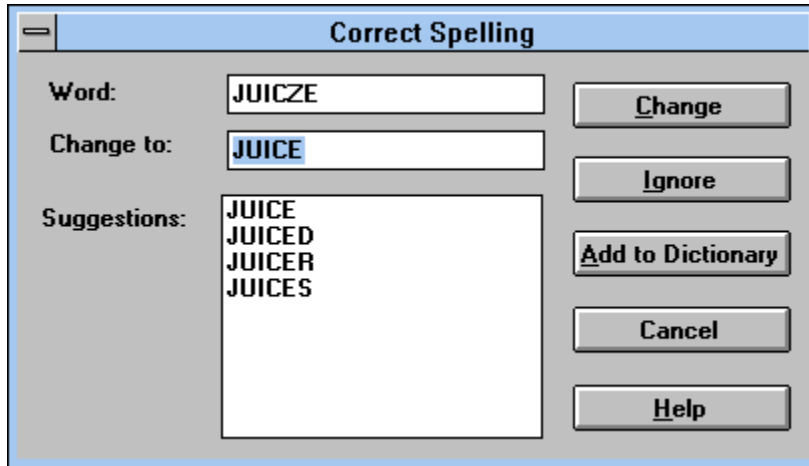 Correct Spelling
Word: JUICZE
Change
Change to: JUICE
Ignore
Suggestions:
JUICE
JUICED
JUICER
JUICES
Add to Dictionary
Cancel
Help